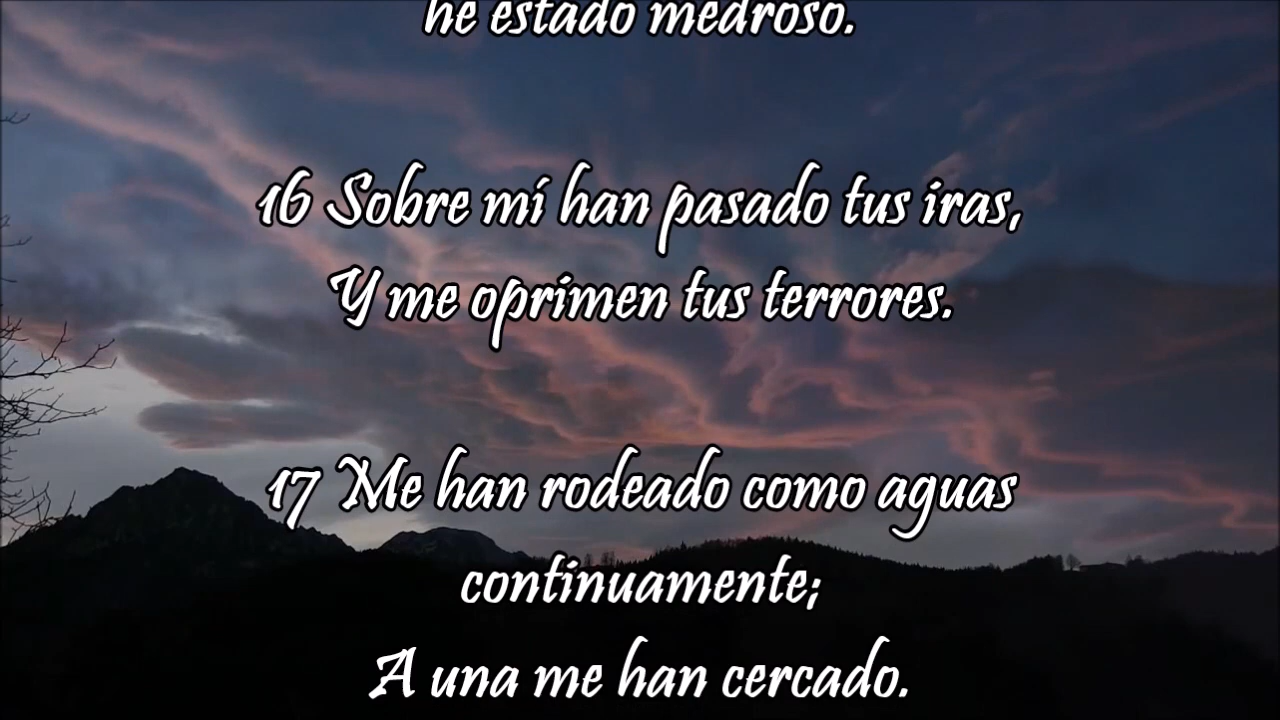 he estado medroso.
16 Sobre mí han pasado tus iras,
Y me oprimen tus terrores.
17 Me han rodeado como aguas
continuamente;
A una me han cercado.